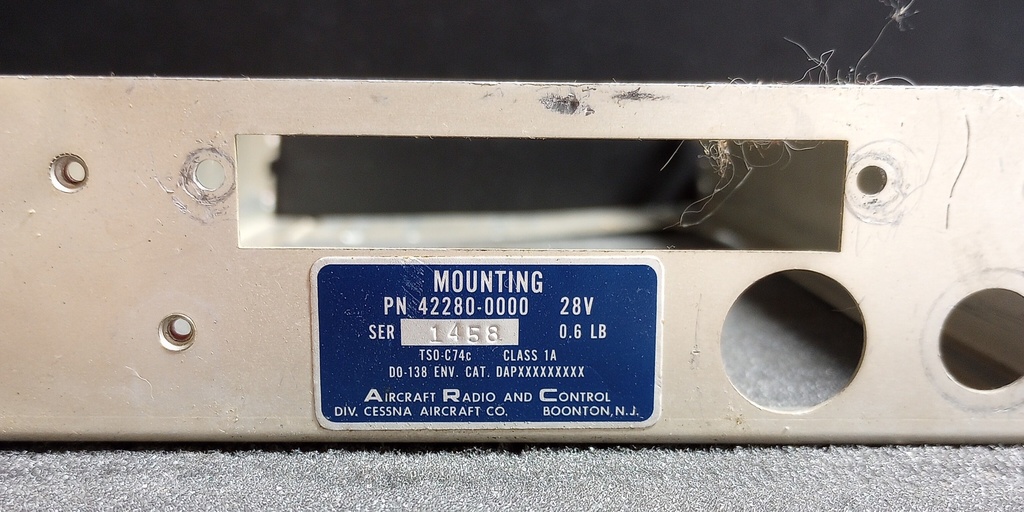 MOUNTING
PN 42280-0000 28V
SER 1458 0.6 LB
TSO-C74c CLASS 1A
DO-138 ENV. CAT. DAPXXXXXXXXX
AIRCRAFT RADIO AND CONTROL
DIV. CESSNA AIRCRAFT CO. BOONTON, N.J.